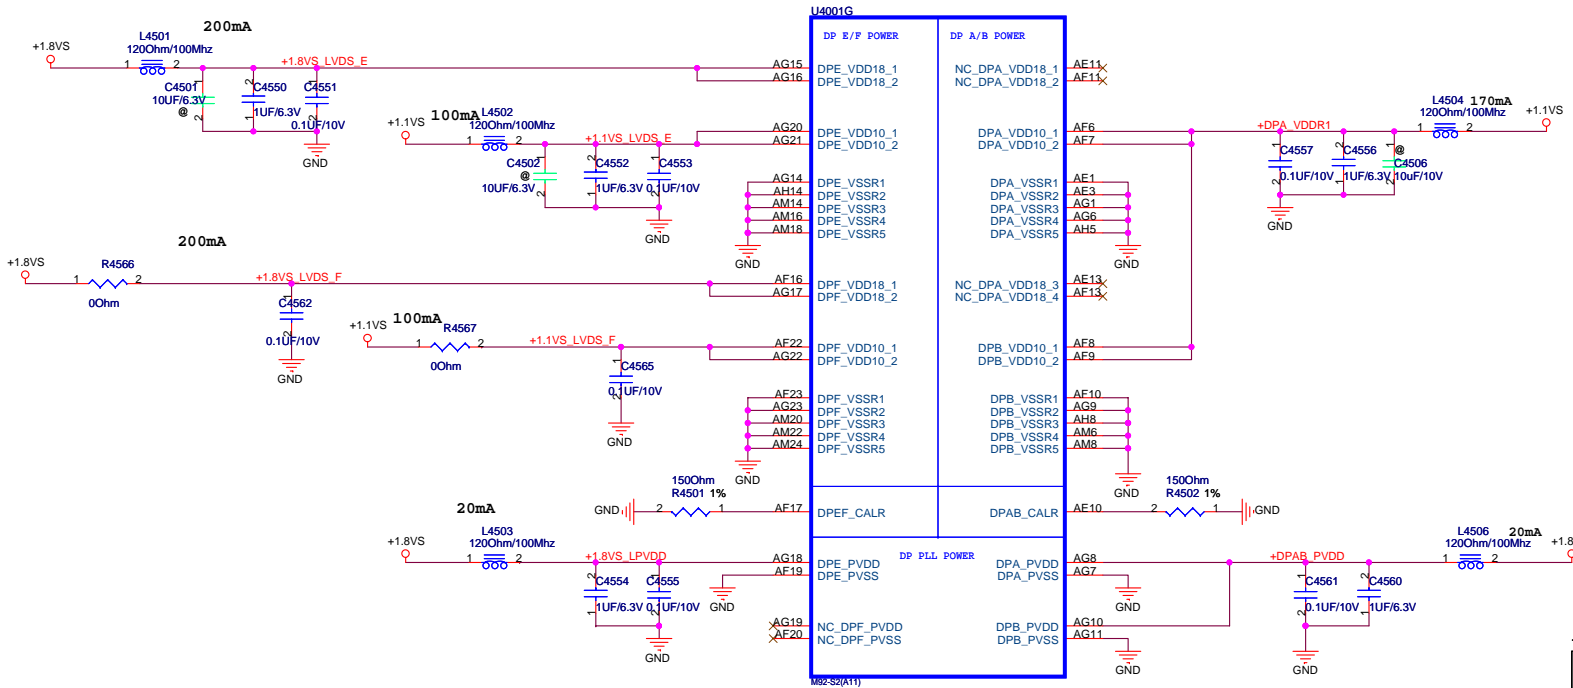 U4001G
DP E/F POWER
DP A/B POWER
200mA
+1.8VS
L4501
120Ohm/100Mhz
1 2
+1.8VS_LVDS_E
C4501
10UF/6.3V
@
C4550
1UF/6.3V
C4551
0.1UF/10V
GND
AG15 DPE_VDD18_1
AG16 DPE_VDD18_2
NC_DPA_VDD18_1 AE11
NC_DPA_VDD18_2 AF11
100mA
+1.1VS
L4502
120Ohm/100Mhz
1 2
+1.1VS_LVDS_E
C4502
@
10UF/6.3V
C4552
1UF/6.3V
C4553
0.1UF/10V
GND
AG20 DPE_VDD10_1
AG21 DPE_VDD10_2
DPA_VDD10_1 AF6
DPA_VDD10_2 AF7
+DPA_VDDR1
L4504 170mA
120Ohm/100Mhz
1 2
+1.1VS
C4557
0.1UF/10V
C4556
1UF/6.3V
@
C4506
10uF/10V
GND
AG14 DPE_VSSR1
AH14 DPE_VSSR2
AM14 DPE_VSSR3
AM16 DPE_VSSR4
AM18 DPE_VSSR5
GND
DPA_VSSR1 AE1
DPA_VSSR2 AE3
DPA_VSSR3 AG1
DPA_VSSR4 AG6
DPA_VSSR5 AH5
GND
200mA
+1.8VS
R4566
1 2
0Ohm
+1.8VS_LVDS_F
C4562
0.1UF/10V
GND
AF16 DPF_VDD18_1
AG17 DPF_VDD18_2
NC_DPA_VDD18_3 AE13
NC_DPA_VDD18_4 AF13
100mA
+1.1VS
R4567
1 2
0Ohm
+1.1VS_LVDS_F
C4565
0.1UF/10V
GND
AF22 DPF_VDD10_1
AG22 DPF_VDD10_2
DPB_VDD10_1 AF8
DPB_VDD10_2 AF9
AF23 DPF_VSSR1
AG23 DPF_VSSR2
AM20 DPF_VSSR3
AM22 DPF_VSSR4
AM24 DPF_VSSR5
GND
DPB_VSSR1 AF10
DPB_VSSR2 AG9
DPB_VSSR3 AH8
DPB_VSSR4 AM6
DPB_VSSR5 AM8
GND
150Ohm
R4501 1%
GND 2 1 AF17 DPEF_CALR
150Ohm
R4502 1%
DPAB_CALR AE10 2 1 GND
DP PLL POWER
20mA
+1.8VS
L4503
120Ohm/100Mhz
1 2
+1.8VS_LPVDD
C4554
1UF/6.3V
C4555
0.1UF/10V
GND
AG18 DPE_PVDD
AF19 DPE_PVSS
GND
AG19 NC_DPF_PVDD
AF20 NC_DPF_PVSS
DPA_PVDD AG8
DPA_PVSS AG7
GND
DPB_PVDD AG10
DPB_PVSS AG11
GND
+DPAB_PVDD
L4506 20mA
120Ohm/100Mhz
1 2
+1.8
C4561
0.1UF/10V
C4560
1UF/6.3V
GND
M92-S2(A11)